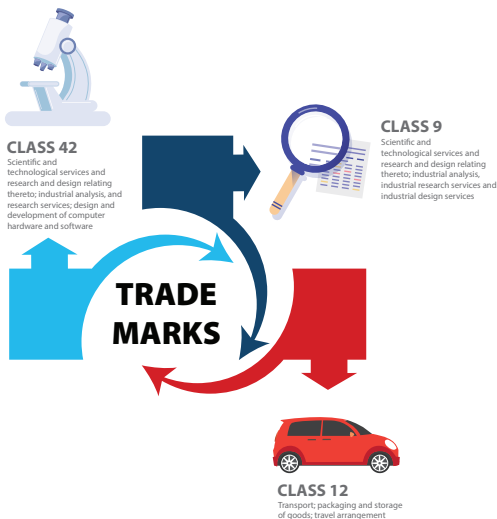 CLASS 42
Scientific and
technological services and
research and design relating
thereto; industrial analysis, and
research services; design and
development of computer
hardware and software
CLASS 9
Scientific and
technological services and
research and design relating
thereto; industrial analysis,
industrial research services and
industrial design services
TRADE
MARKS
CLASS 12
Transport; packaging and storage
of goods; travel arrangement